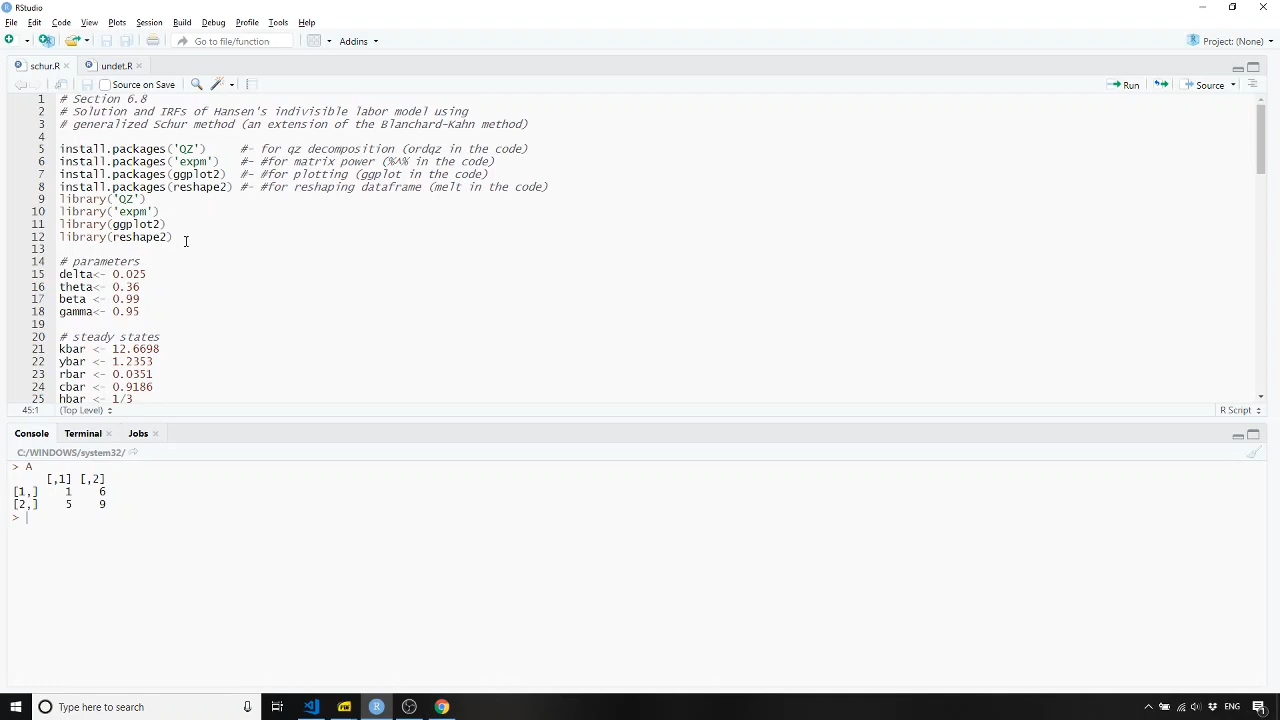 RStudio
File Edit Code View Plots Session Build Debug Profile Tools Help
Go to file/function Addins Project: (None)
schur.R undet.R
Source on Save Run Source
1 # Section 6.8
2 # Solution and IRFs of Hansen's indivisible labor model using
3 # generalized Schur method (an extension of the Blanchard-Kahn method)
4
5 install.packages('QZ') #- for qz decomposition (ordqz in the code)
6 install.packages('expm') #- #for matrix power (%^% in the code)
7 install.packages(ggplot2) #- #for plotting (ggplot in the code)
8 install.packages(reshape2) #- #for reshaping dataframe (melt in the code)
9 library('QZ')
10 library('expm')
11 library(ggplot2)
12 library(reshape2)
13
14 # parameters
15 delta<- 0.025
16 theta<- 0.36
17 beta <- 0.99
18 gamma<- 0.95
19
20 # steady states
21 kbar <- 12.6698
22 ybar <- 1.2353
23 rbar <- 0.0351
24 cbar <- 0.9186
25 hbar <- 1/3
45:1 (Top Level) R Script
Console Terminal Jobs
C:/WINDOWS/system32/
> A
[,1] [,2]
[1,] 1 6
[2,] 5 9
>
Type here to search ENG